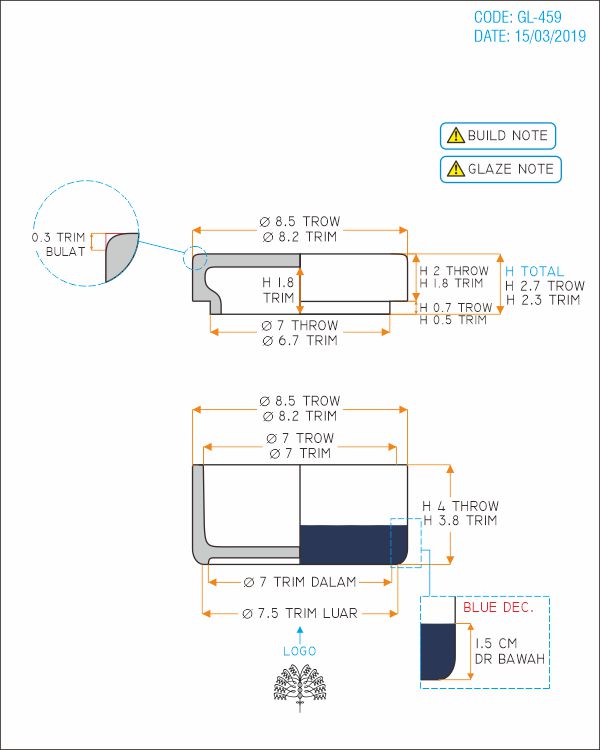 CODE: GL-459
DATE: 15/03/2019
BUILD NOTE
GLAZE NOTE
0.3 TRIM
BULAT
Ø 8.5 TROW
Ø 8.2 TRIM
H 1.8
TRIM
H 2 THROW
H 1.8 TRIM
H TOTAL
H 2.7 TROW
H 2.3 TRIM
H 0.7 TROW
H 0.5 TRIM
Ø 7 THROW
Ø 6.7 TRIM
Ø 8.5 TROW
Ø 8.2 TRIM
Ø 7 TROW
Ø 7 TRIM
H 4 THROW
H 3.8 TRIM
Ø 7 TRIM DALAM
Ø 7.5 TRIM LUAR
BLUE DEC.
1.5 CM
DR BAWAH
LOGO